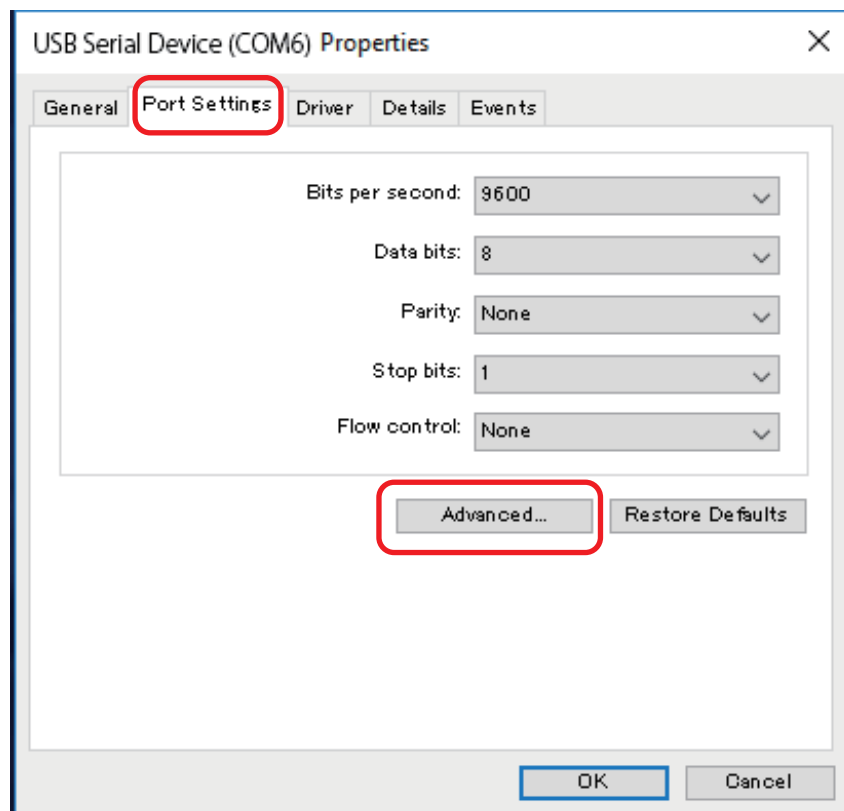 USB Serial Device (COM6) Properties
General Port Settings Driver Details Events
Bits per second: 9600
Data bits: 8
Parity: None
Stop bits: 1
Flow control: None
Advanced... Restore Defaults
OK Cancel